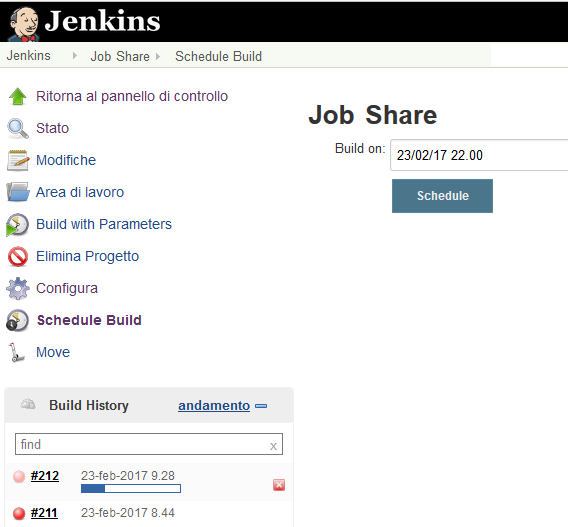 Jenkins
Jenkins Job Share Schedule Build
Ritorna al pannello di controllo
Stato
Modifiche
Area di lavoro
Build with Parameters
Elimina Progetto
Configura
Schedule Build
Move
Job Share
Build on: 23/02/17 22.00
Schedule
Build History andamento
find x
#212 23-feb-2017 9.28
#211 23-feb-2017 8.44